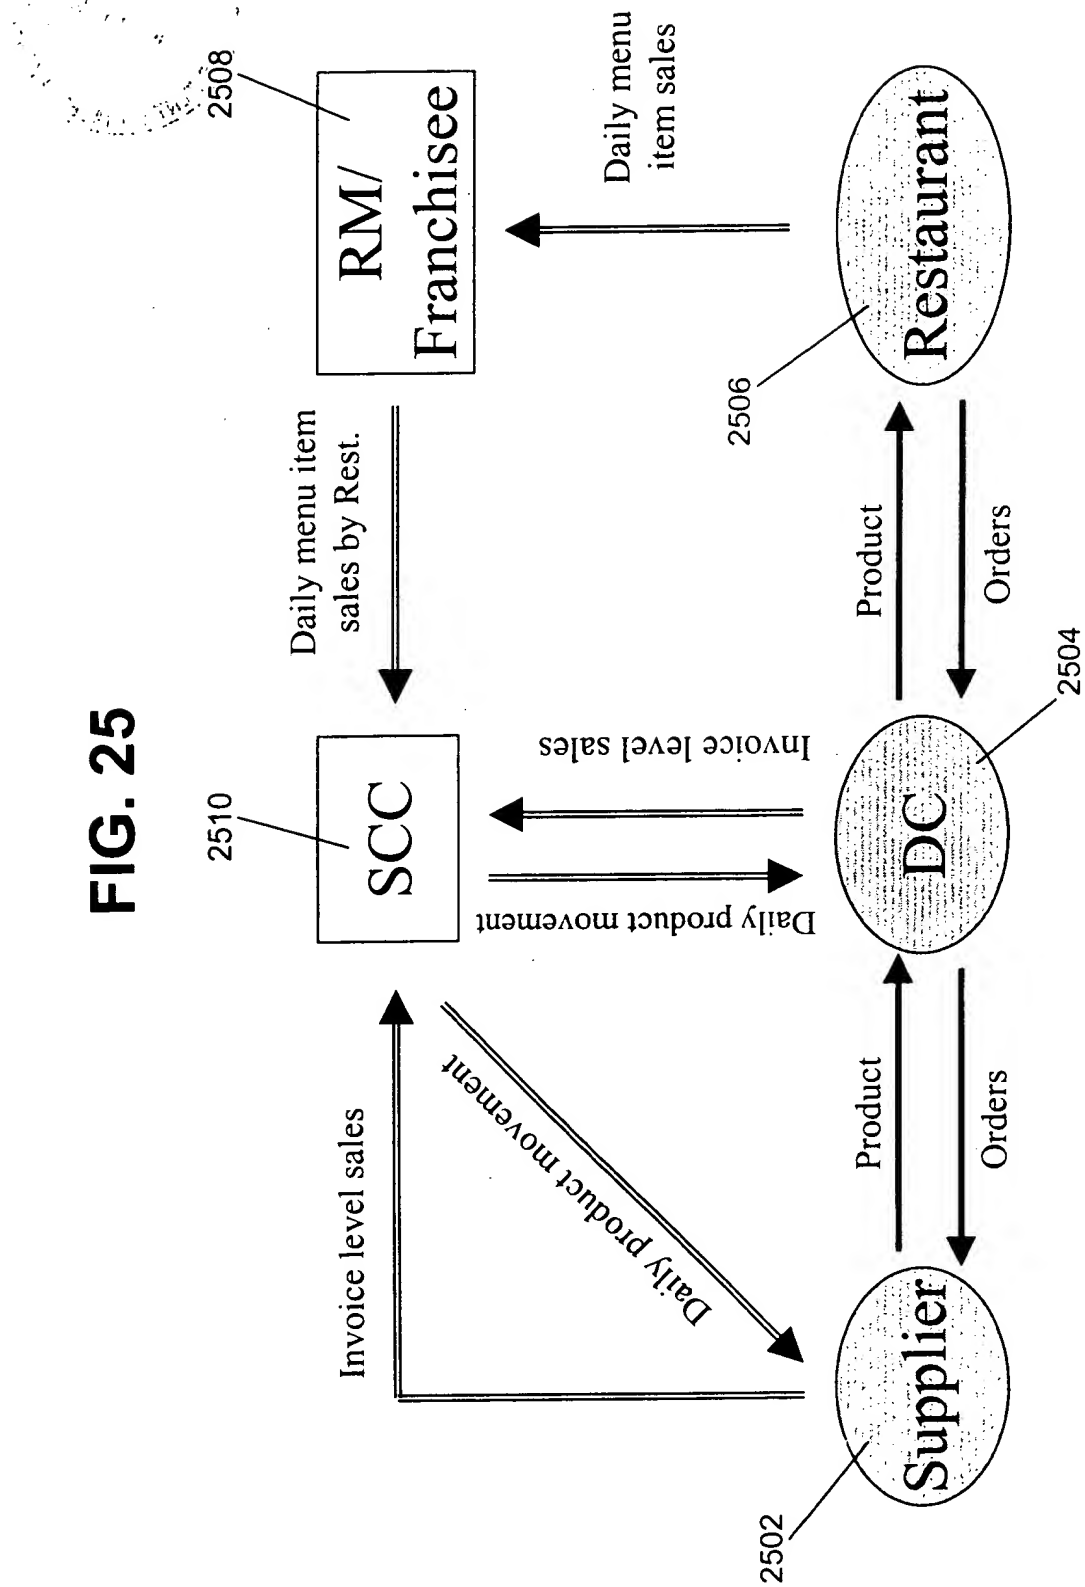 FIG. 25
2510
2508
SCC
RM/
Franchisee
Invoice level sales
Daily menu item
sales by Rest.
Daily product movement
Daily product movement
Invoice level sales
Daily menu
item sales
2502
Supplier
Product
Orders
DC
2504
Product
Orders
2506
Restaurant